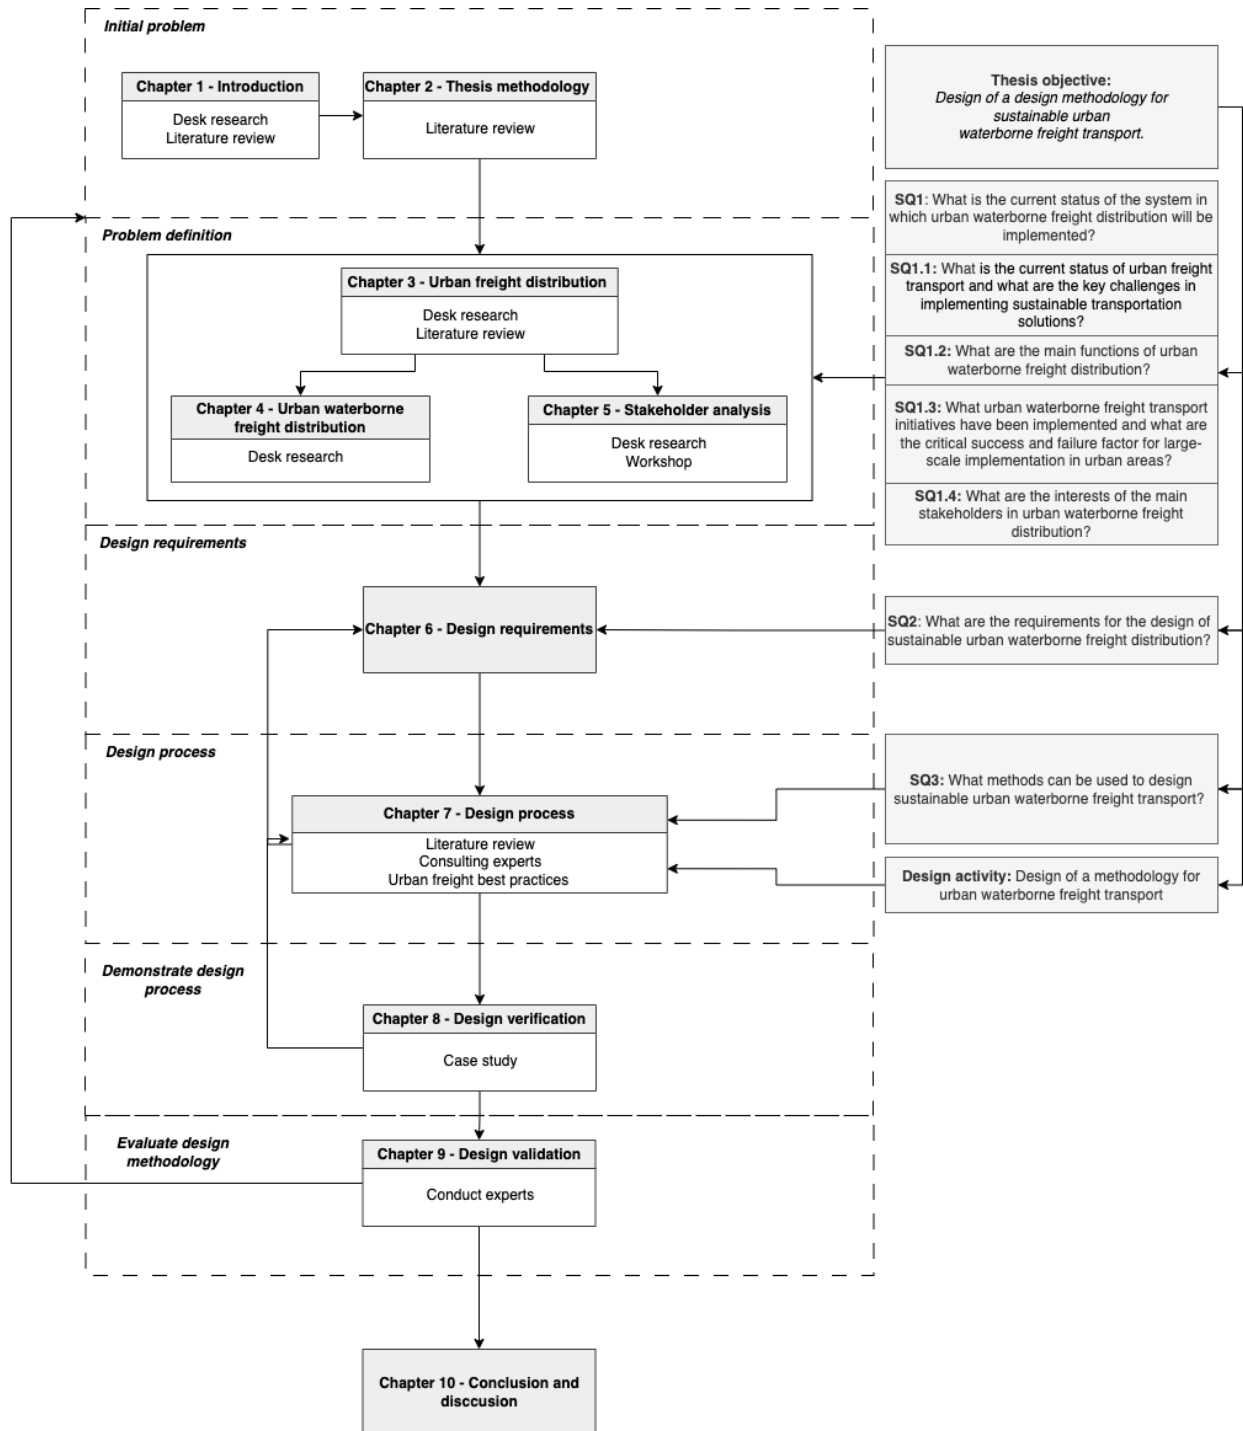 Initial problem
Chapter 1 - Introduction
Desk research
Literature review
Chapter 2 - Thesis methodology
Literature review
Thesis objective:
Design of a design methodology for
sustainable urban
waterborne freight transport.
SQ1: What is the current status of the system in
which urban waterborne freight distribution will be
implemented?
SQ1.1: What is the current status of urban freight
transport and what are the key challenges in
implementing sustainable transportation
solutions?
SQ1.2: What are the main functions of urban
waterborne freight distribution?
SQ1.3: What urban waterborne freight transport
initiatives have been implemented and what are
the critical success and failure factor for large-
scale implementation in urban areas?
SQ1.4: What are the interests of the main
stakeholders in urban waterborne freight
distribution?
Problem definition
Chapter 3 - Urban freight distribution
Desk research
Literature review
Chapter 4 - Urban waterborne
freight distribution
Desk research
Chapter 5 - Stakeholder analysis
Desk research
Workshop
Design requirements
Chapter 6 - Design requirements
SQ2: What are the requirements for the design of
sustainable urban waterborne freight distribution?
Design process
Chapter 7 - Design process
Literature review
Consulting experts
Urban freight best practices
SQ3: What methods can be used to design
sustainable urban waterborne freight transport?
Design activity: Design of a methodology for
urban waterborne freight transport
Demonstrate design
process
Chapter 8 - Design verification
Case study
Evaluate design
methodology
Chapter 9 - Design validation
Conduct experts
Chapter 10 - Conclusion and
disccusion